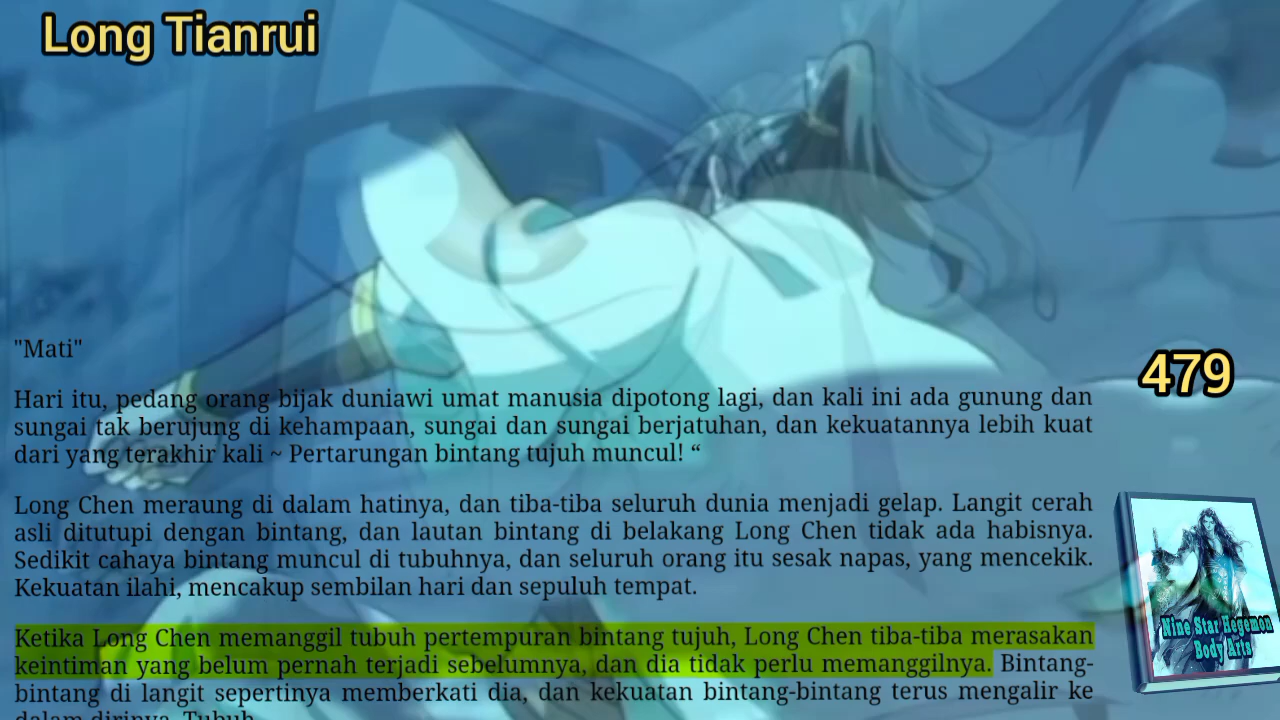 Long Tianrui
"Mati"
479
Hari itu, pedang orang bijak duniawi umat manusia dipotong lagi, dan kali ini ada gunung dan
sungai tak berujung di kehampaan, sungai dan sungai berjatuhan, dan kekuatannya lebih kuat
dari yang terakhir kali ~ Pertarungan bintang tujuh muncul! “
Long Chen meraung di dalam hatinya, dan tiba-tiba seluruh dunia menjadi gelap. Langit cerah
asli ditutupi dengan bintang, dan lautan bintang di belakang Long Chen tidak ada habisnya.
Sedikit cahaya bintang muncul di tubuhnya, dan seluruh orang itu sesak napas, yang mencekik.
Kekuatan ilahi, mencakup sembilan hari dan sepuluh tempat.
Ketika Long Chen memanggil tubuh pertempuran bintang tujuh, Long Chen tiba-tiba merasakan
keintiman yang belum pernah terjadi sebelumnya, dan dia tidak perlu memanggilnya. Bintang-
bintang di langit sepertinya memberkati dia, dan kekuatan bintang-bintang terus mengalir ke
dalam dirinya. Tubuh
Nine Star Hegemon
Body Arts